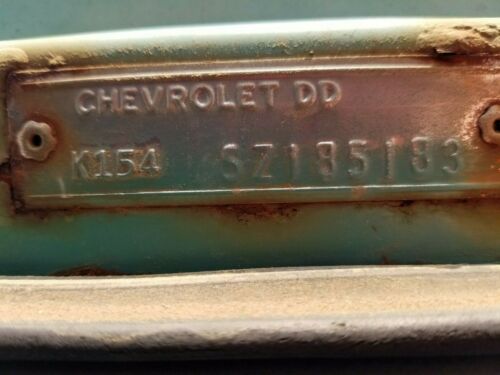 CHEVROLET DD
K154 SZ185183